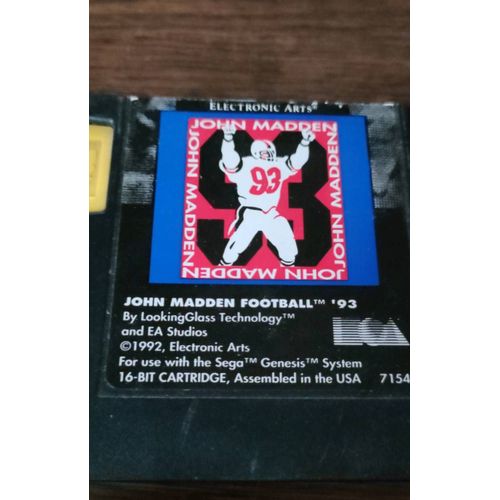 ELECTRONIC ARTS®
JOHN MADDEN
JOHN MADDEN
JOHN MADDEN
93
93
JOHN MADDEN
JOHN MADDEN FOOTBALL™ '93
By LookingGlass Technology™
and EA Studios
EA
©1992, Electronic Arts
For use with the Sega™ Genesis™ System
16-BIT CARTRIDGE, Assembled in the USA 7154